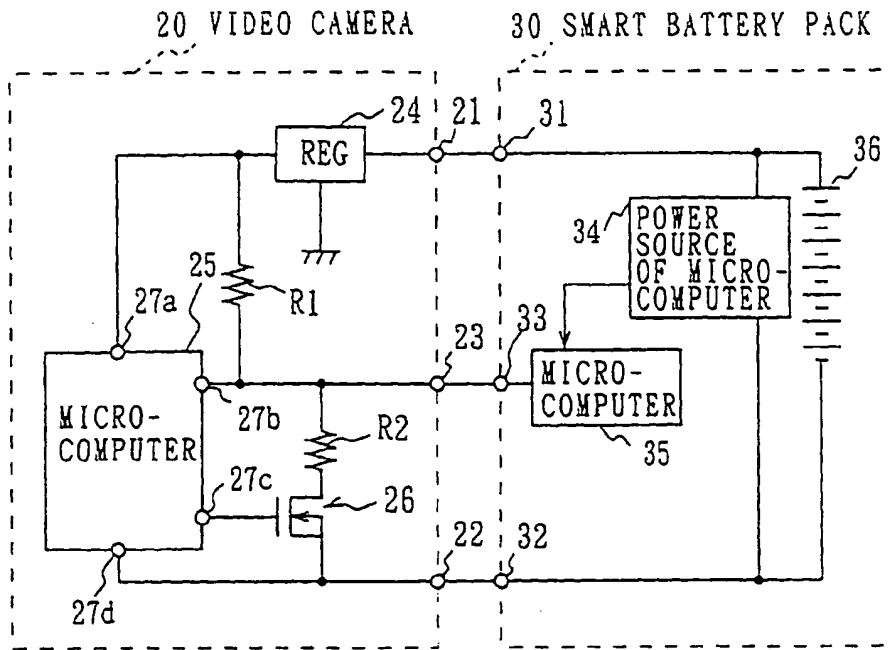 20 VIDEO CAMERA
30 SMART BATTERY PACK
24
21
31
REG
36
34
POWER
SOURCE
OF MICRO-
COMPUTER
25
R1
27a
23
33
MICRO-
COMPUTER
27b
R2
35
MICRO-
COMPUTER
27c
26
22
32
27d